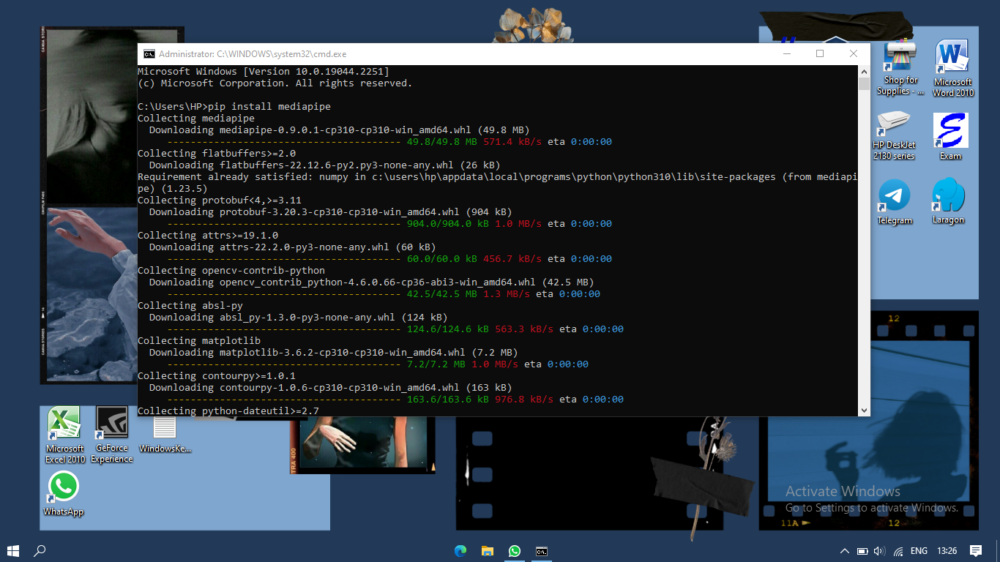 Administrator: C:\WINDOWS\system32\cmd.exe
Microsoft Windows [Version 10.0.19044.2251]
(c) Microsoft Corporation. All rights reserved.
C:\Users\HP>pip install mediapipe
Collecting mediapipe
Downloading mediapipe-0.9.0.1-cp310-cp310-win_amd64.whl (49.8 MB)
---------------------------------------- 49.8/49.8 MB 571.4 kB/s eta 0:00:00
Collecting flatbuffers>=2.0
Downloading flatbuffers-22.12.6-py2.py3-none-any.whl (26 kB)
Requirement already satisfied: numpy in c:\users\hp\appdata\local\programs\python\python310\lib\site-packages (from mediapi
pe) (1.23.5)
Collecting protobuf<4,>=3.11
Downloading protobuf-3.20.3-cp310-cp310-win_amd64.whl (904 kB)
---------------------------------------- 904.0/904.0 kB 1.0 MB/s eta 0:00:00
Collecting attrs>=19.1.0
Downloading attrs-22.2.0-py3-none-any.whl (60 kB)
---------------------------------------- 60.0/60.0 kB 456.7 kB/s eta 0:00:00
Collecting opencv-contrib-python
Downloading opencv_contrib_python-4.6.0.66-cp36-abi3-win_amd64.whl (42.5 MB)
---------------------------------------- 42.5/42.5 MB 1.3 MB/s eta 0:00:00
Collecting absl-py
Downloading absl_py-1.3.0-py3-none-any.whl (124 kB)
---------------------------------------- 124.6/124.6 kB 563.3 kB/s eta 0:00:00
Collecting matplotlib
Downloading matplotlib-3.6.2-cp310-cp310-win_amd64.whl (7.2 MB)
---------------------------------------- 7.2/7.2 MB 1.0 MB/s eta 0:00:00
Collecting contourpy>=1.0.1
Downloading contourpy-1.0.6-cp310-cp310-win_amd64.whl (163 kB)
---------------------------------------- 163.6/163.6 kB 976.8 kB/s eta 0:00:00
Collecting python-dateutil>=2.7
Shop for
Supplies - ...
Microsoft
Word 2010
HP DeskJet
2130 series
Exam
Telegram
Laragon
12
Microsoft
Excel 2010
GeForce
Experience
WindowsKe...
WhatsApp
TRA 400
CANVA STORIES
Activate Windows
Go to Settings to activate Windows.
11A
12
ENG
13:26